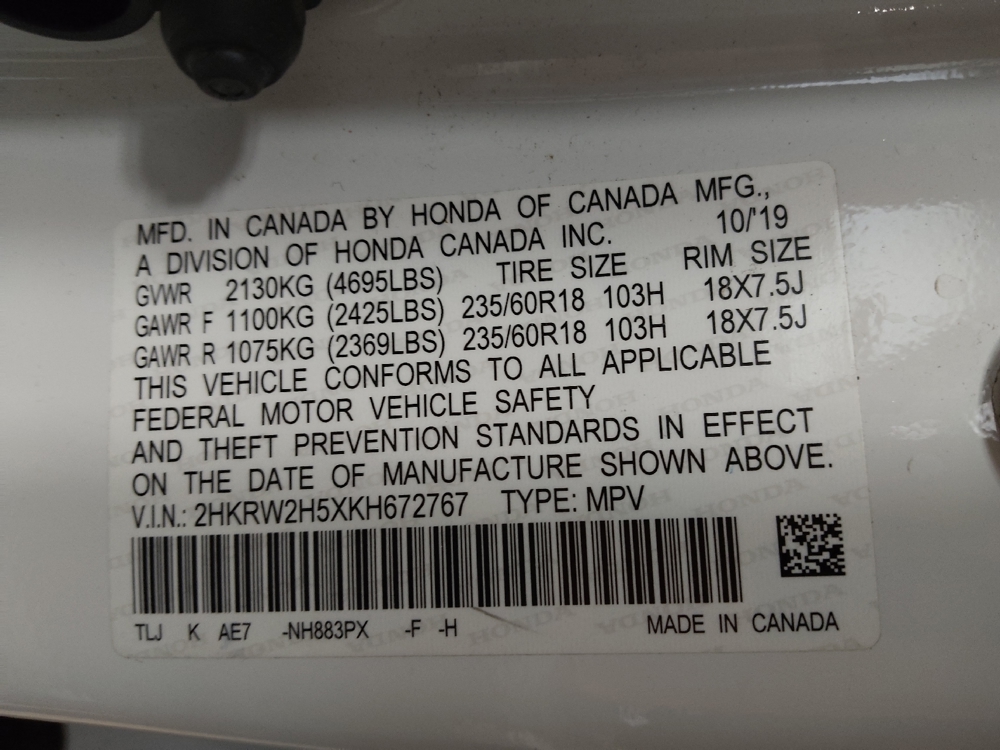 MFD. IN CANADA BY HONDA OF CANADA MFG.,
A DIVISION OF HONDA CANADA INC. 10/'19
GVWR 2130KG (4695LBS) TIRE SIZE RIM SIZE
GAWR F 1100KG (2425LBS) 235/60R18 103H 18X7.5J
GAWR R 1075KG (2369LBS) 235/60R18 103H 18X7.5J
THIS VEHICLE CONFORMS TO ALL APPLICABLE
FEDERAL MOTOR VEHICLE SAFETY
AND THEFT PREVENTION STANDARDS IN EFFECT
ON THE DATE OF MANUFACTURE SHOWN ABOVE.
V.I.N.: 2HKRW2H5XKH672767 TYPE: MPV
TLJ K AE7 -NH883PX -F -H MADE IN CANADA